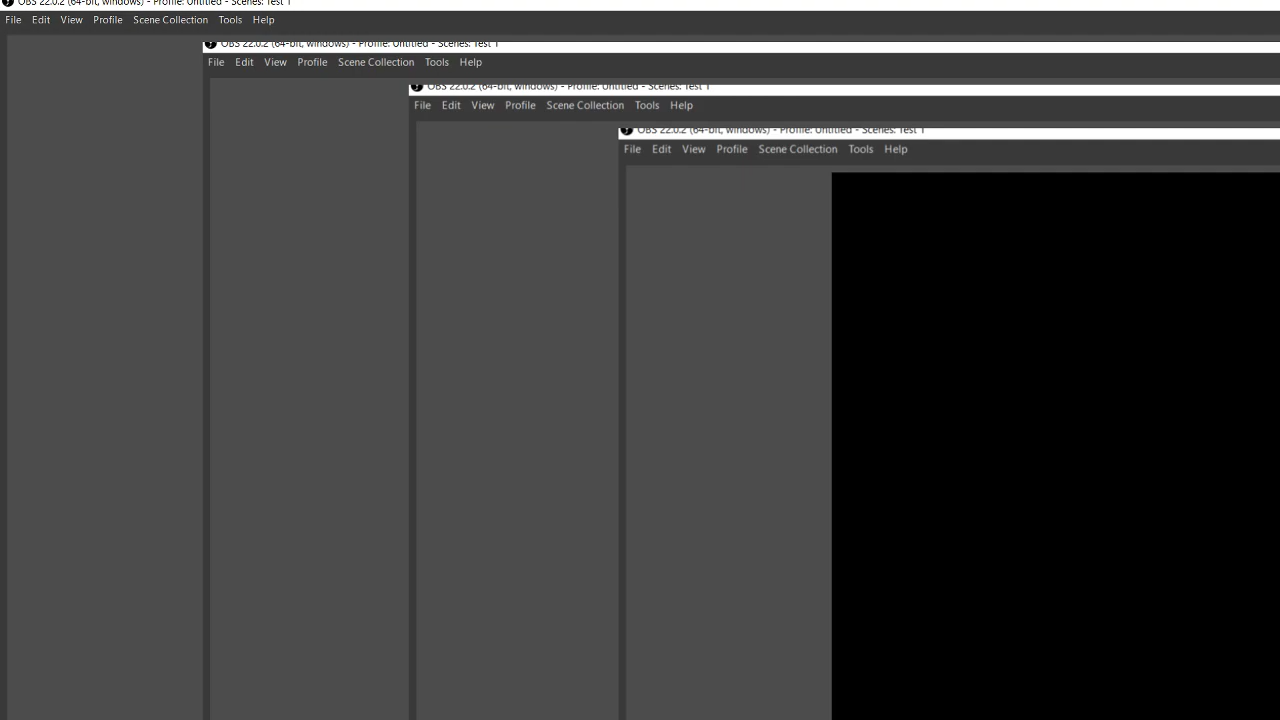 OBS 22.0.2 (64-bit, windows) - Profile: Untitled - Scenes: Test 1
File Edit View Profile Scene Collection Tools Help
OBS 22.0.2 (64-bit, windows) - Profile: Untitled - Scenes: Test 1
File Edit View Profile Scene Collection Tools Help
OBS 22.0.2 (64-bit, windows) - Profile: Untitled - Scenes: Test 1
File Edit View Profile Scene Collection Tools Help
OBS 22.0.2 (64-bit, windows) - Profile: Untitled - Scenes: Test 1
File Edit View Profile Scene Collection Tools Help